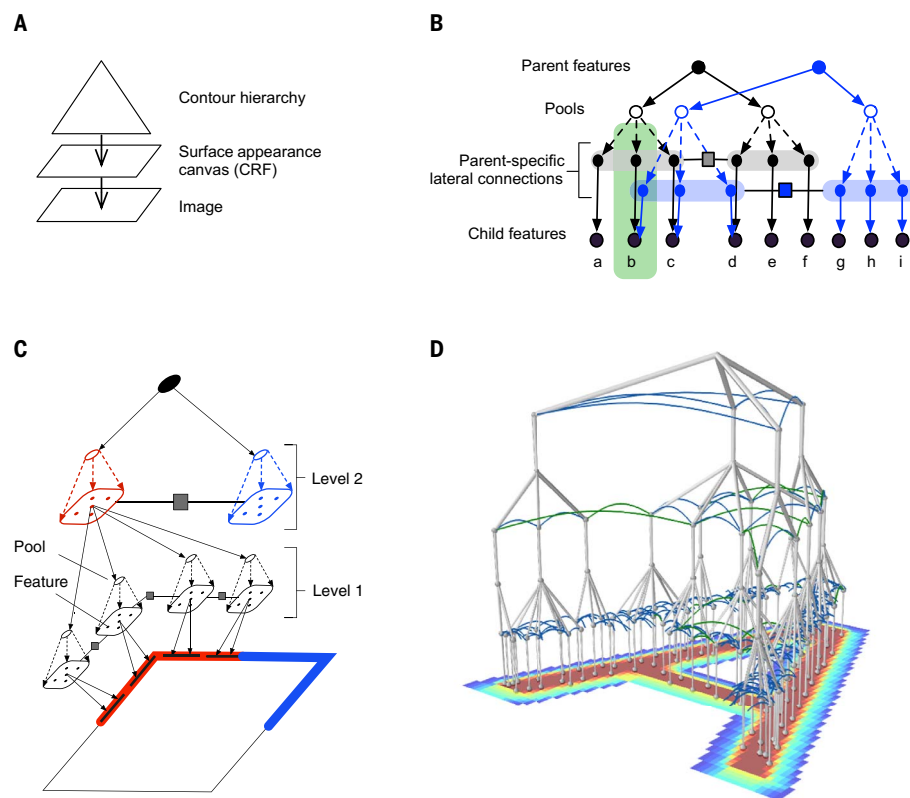 A
Contour hierarchy
Surface appearance
canvas (CRF)
Image
B
Parent features
Pools
Parent-specific
lateral connections
Child features
a b c d e f g h i
C
Level 2
Pool
Feature
Level 1
D